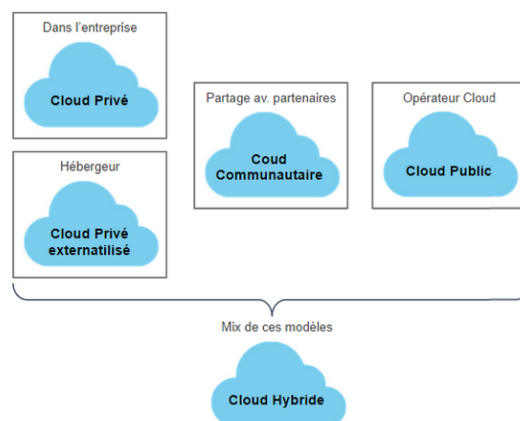 Dans l'entreprise
Cloud Privé
Hébergeur
Cloud Privé
externatilisé
Partage av. partenaires
Coud
Communautaire
Opérateur Cloud
Cloud Public
Mix de ces modèles
Cloud Hybride